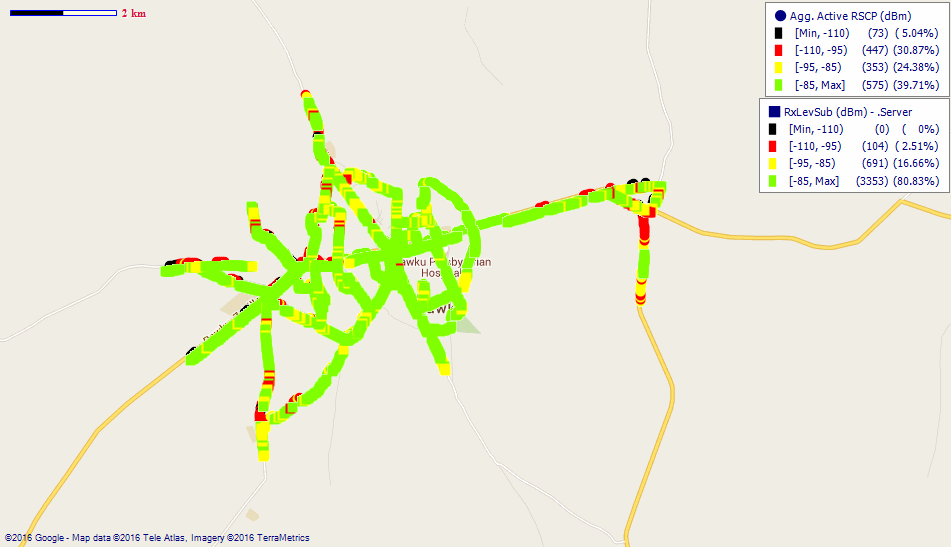 2 km
Agg. Active RSCP (dBm)
[Min, -110) (73) ( 5.04%)
[-110, -95) (447) (30.87%)
[-95, -85) (353) (24.38%)
[-85, Max] (575) (39.71%)
RxLevSub (dBm) - .Server
[Min, -110) (0) ( 0%)
[-110, -95) (104) ( 2.51%)
[-95, -85) (691) (16.66%)
[-85, Max] (3353) (80.83%)
Hospital
©2016 Google - Map data ©2016 Tele Atlas, Imagery ©2016 TerraMetrics